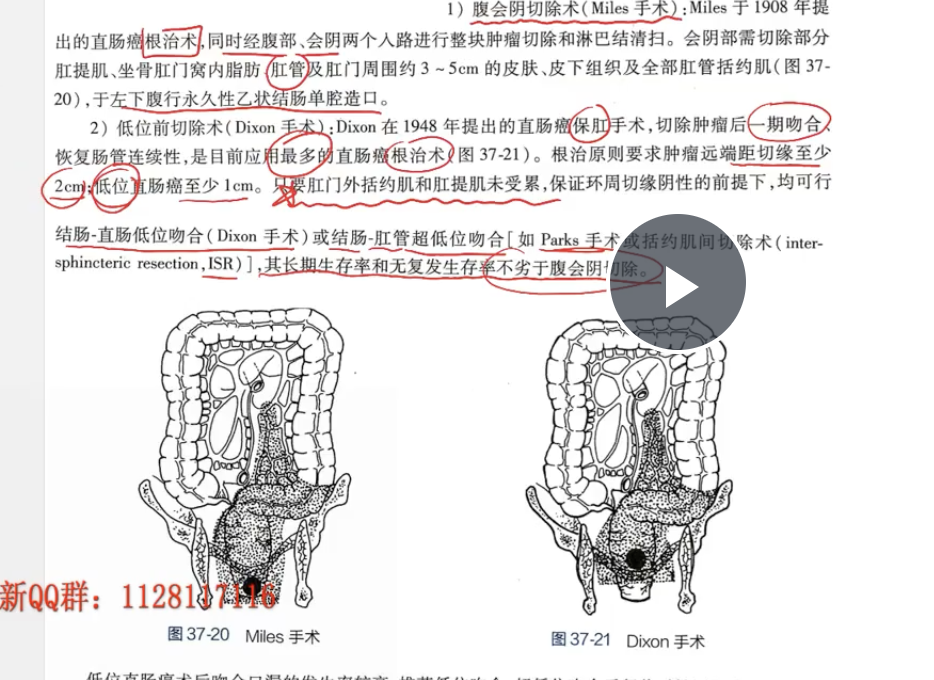 1) 腹会阴切除术(Miles 手术):Miles 于 1908 年提
出的直肠癌根治术,同时经腹部、会阴两个入路进行整块肿瘤切除和淋巴结清扫。会阴部需切除部分
肛提肌、坐骨肛门窝内脂肪、肛管及肛门周围约 3~5cm 的皮肤、皮下组织及全部肛管括约肌(图 37-
20),于左下腹行永久性乙状结肠单腔造口。
2) 低位前切除术(Dixon 手术):Dixon 在 1948 年提出的直肠癌保肛手术,切除肿瘤后一期吻合、
恢复肠管连续性,是目前应用最多的直肠癌根治术(图 37-21)。根治原则要求肿瘤远端距切缘至少
2cm;低位直肠癌至少 1cm。只要肛门外括约肌和肛提肌未受累,保证环周切缘阴性的前提下,均可行
结肠-直肠低位吻合(Dixon 手术)或结肠-肛管超低位吻合[如 Parks 手术或括约肌间切除术(inter-
sphincteric resection,ISR)],其长期生存率和无复发生存率不劣于腹会阴切除。
新QQ群：1128117116
图 37-20 Miles 手术
图 37-21 Dixon 手术